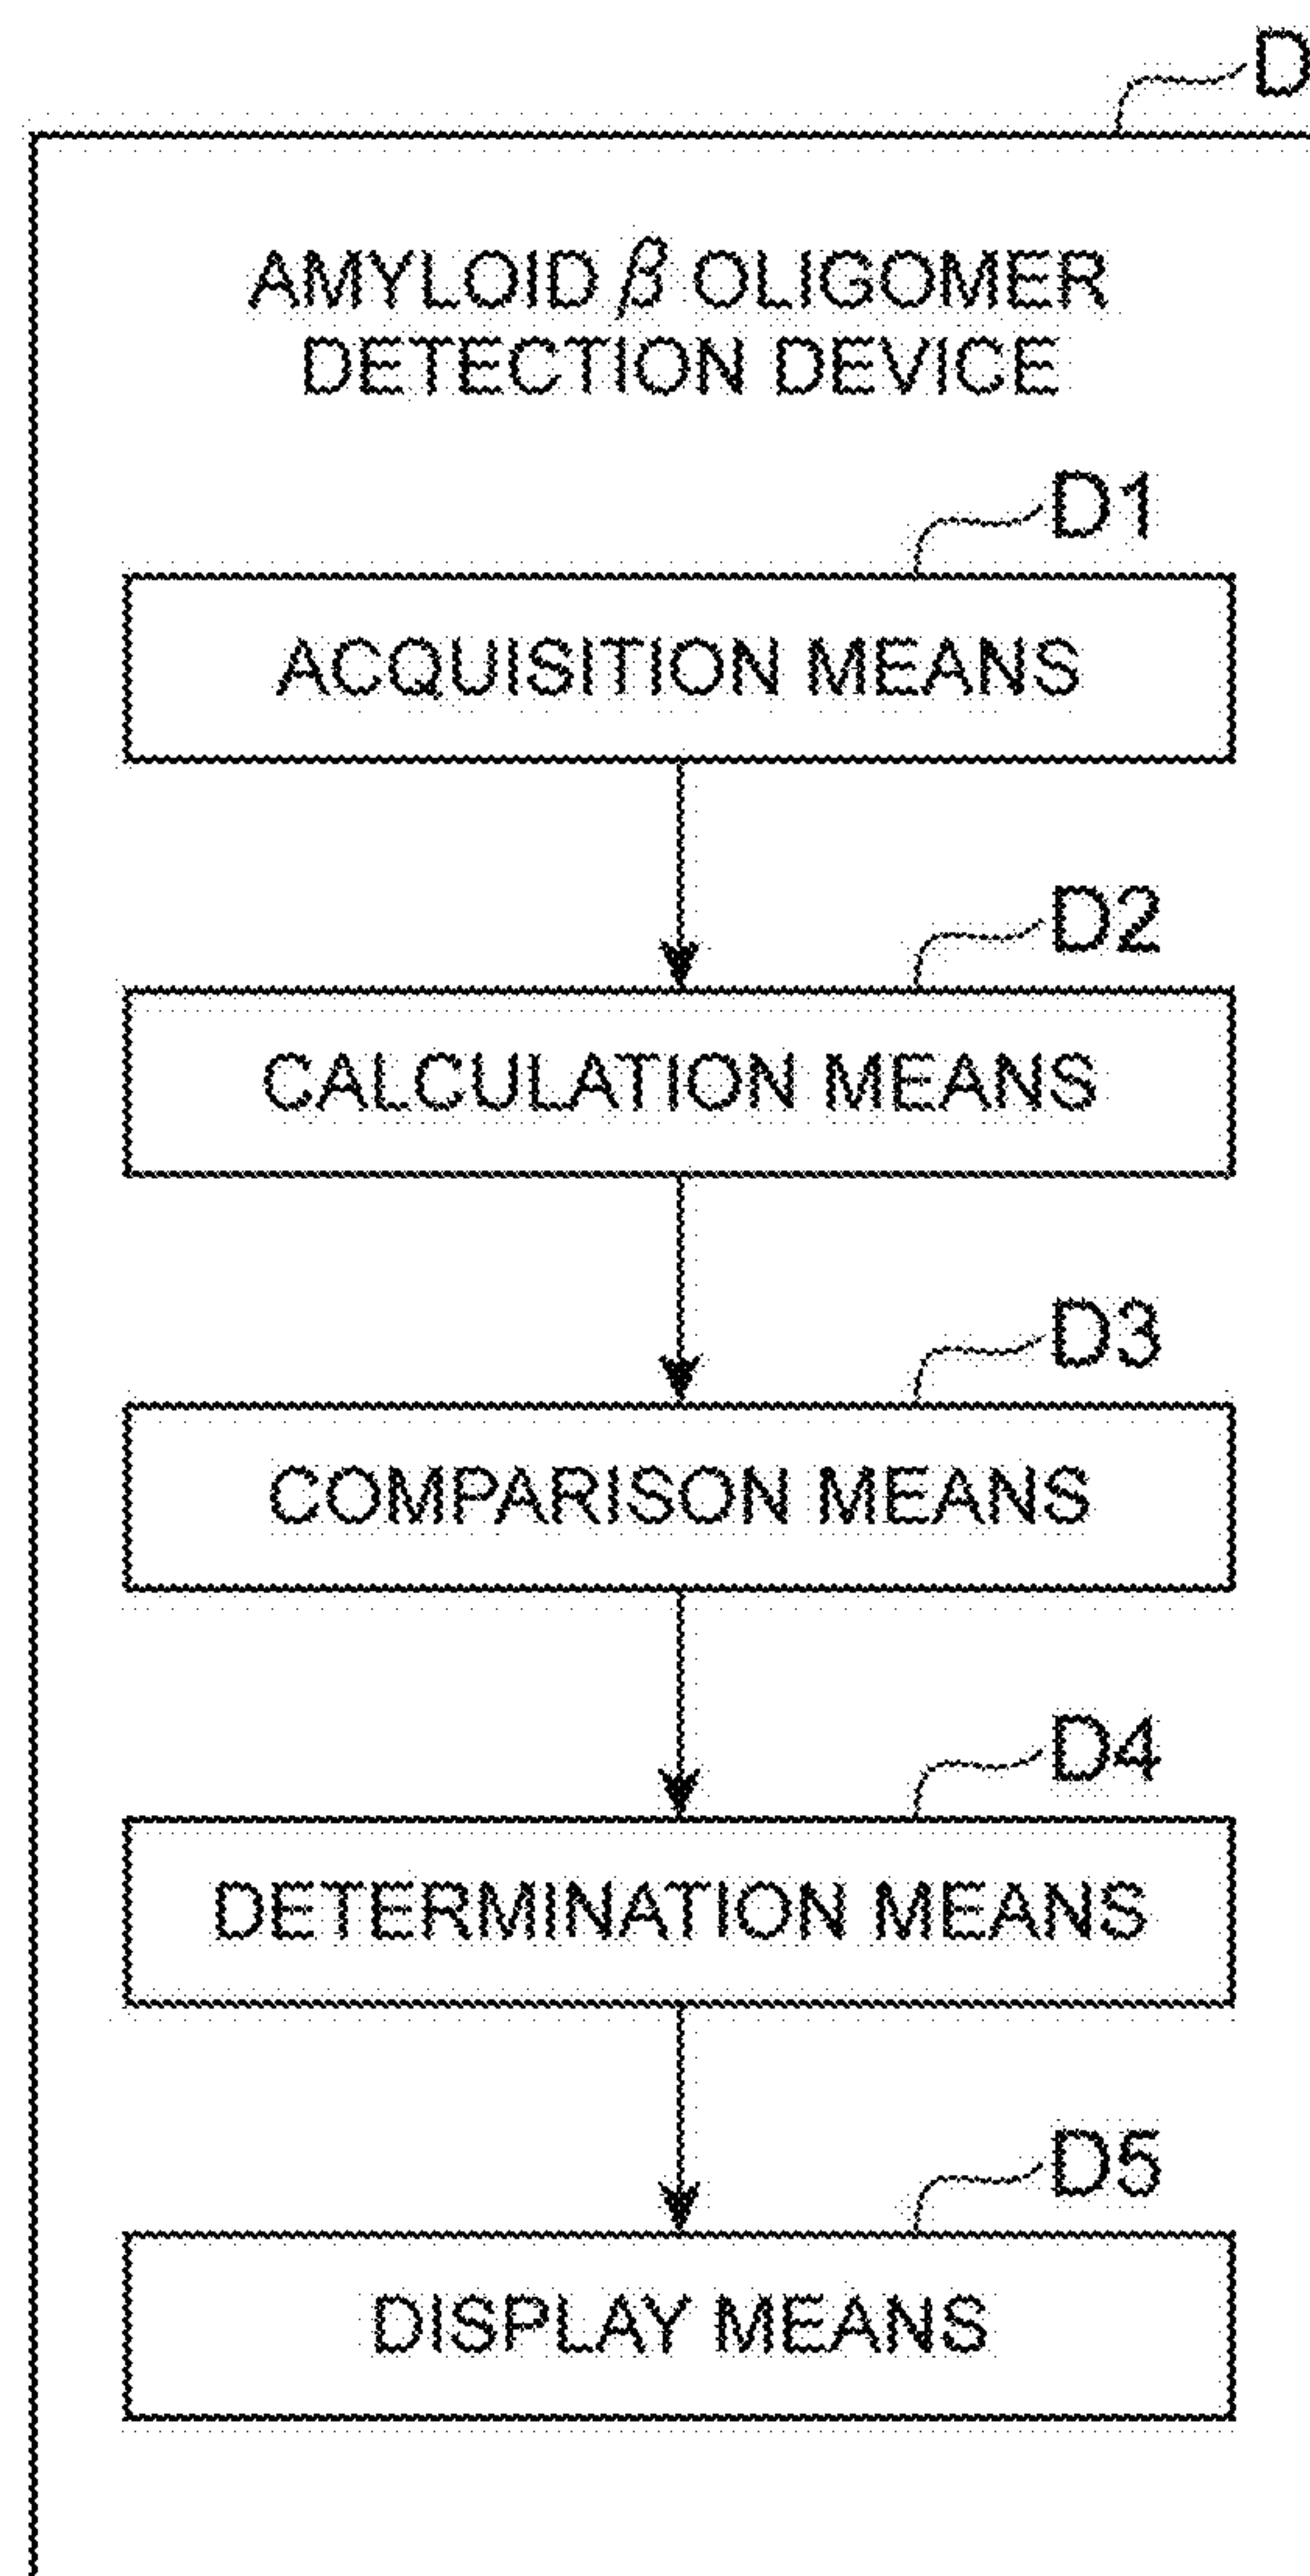 D
AMYLOID β OLIGOMER
DETECTION DEVICE
D1
ACQUISITION MEANS
D2
CALCULATION MEANS
D3
COMPARISON MEANS
D4
DETERMINATION MEANS
D5
DISPLAY MEANS